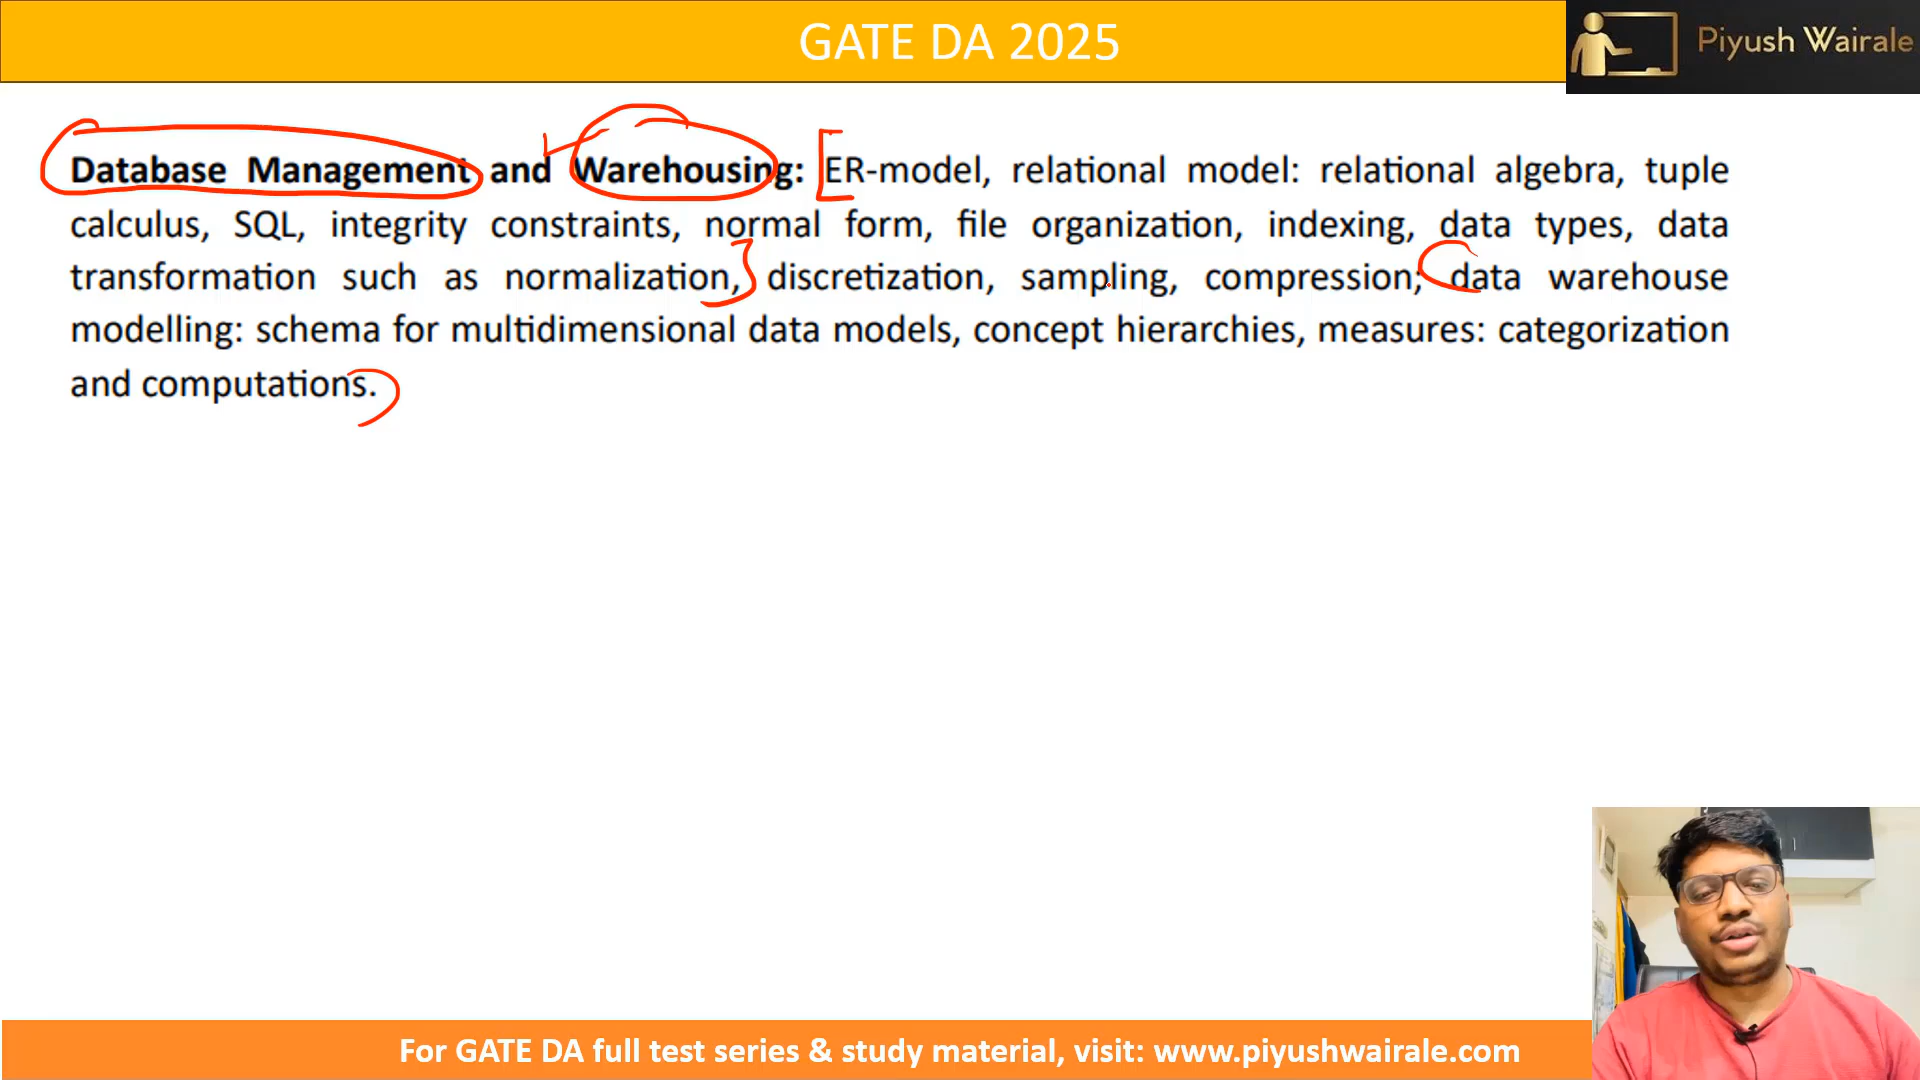 GATE DA 2025
Piyush Wairale
Database Management and Warehousing: ER-model, relational model: relational algebra, tuple
calculus, SQL, integrity constraints, normal form, file organization, indexing, data types, data
transformation such as normalization, discretization, sampling, compression; data warehouse
modelling: schema for multidimensional data models, concept hierarchies, measures: categorization
and computations.
For GATE DA full test series & study material, visit: www.piyushwairale.com